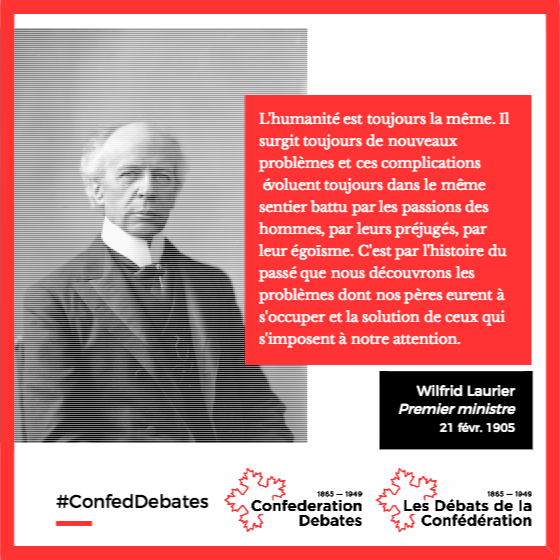 L'humanité est toujours la même. Il
surgit toujours de nouveaux
problèmes et ces complications
évoluent toujours dans le même
sentier battu par les passions des
hommes, par leurs préjugés, par
leur égoïsme. C'est par l'histoire du
passé que nous découvrons les
problèmes dont nos pères eurent à
s'occuper et la solution de ceux qui
s'imposent à notre attention.
Wilfrid Laurier
Premier ministre
21 févr. 1905
#ConfedDebates
1865 — 1949
Confederation
Debates
1865 — 1949
Les Débats de la
Confédération